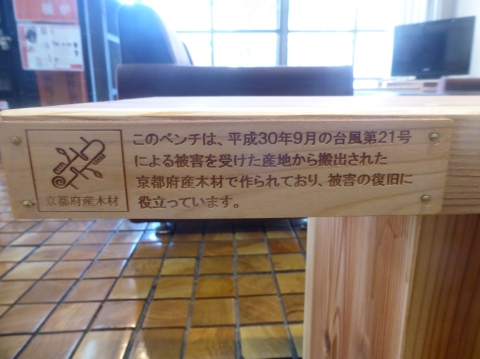 このベンチは、平成30年9月の台風第21号
による被害を受けた産地から搬出された
京都府産木材で作られており、被害の復旧に
役立っています。
京都府産木材